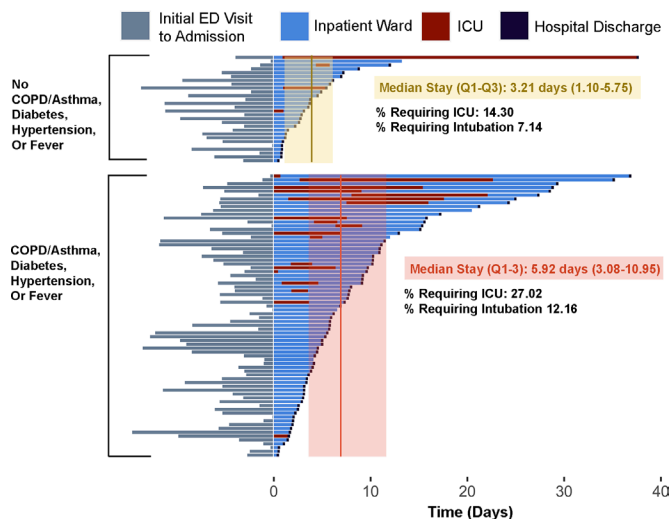 Initial ED Visit
to Admission
Inpatient Ward
ICU
Hospital Discharge
No
COPD/Asthma,
Diabetes,
Hypertension,
Or Fever
Median Stay (Q1-Q3): 3.21 days (1.10-5.75)
% Requiring ICU: 14.30
% Requiring Intubation 7.14
COPD/Asthma,
Diabetes,
Hypertension,
Or Fever
Median Stay (Q1-3): 5.92 days (3.08-10.95)
% Requiring ICU: 27.02
% Requiring Intubation 12.16
0 10 20 30 40
Time (Days)